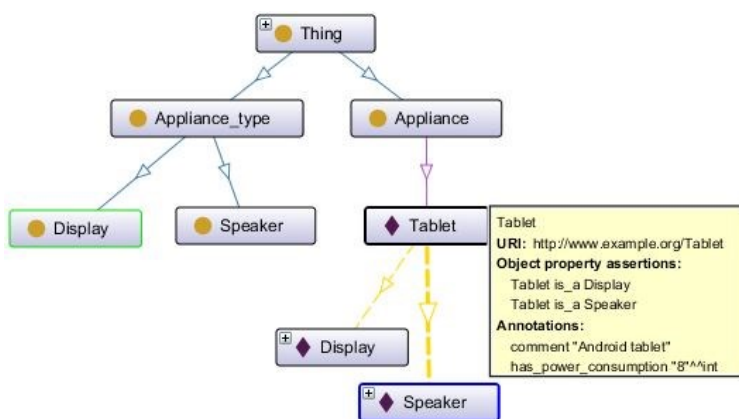 Thing
Appliance_type
Appliance
Display
Speaker
Tablet
Display
Speaker
Tablet
URI: http://www.example.org/Tablet
Object property assertions:
Tablet is_a Display
Tablet is_a Speaker
Annotations:
comment "Android tablet"
has_power_consumption "8"^^int